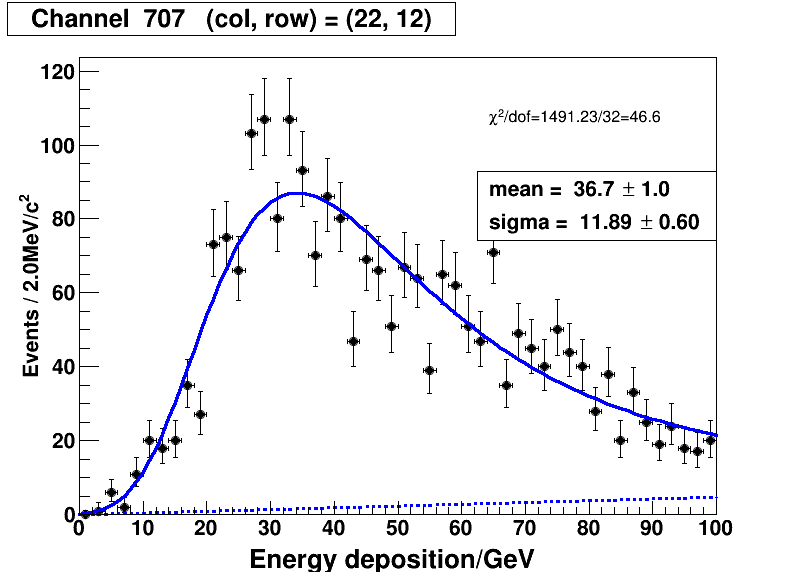 Channel 707 (col, row) = (22, 12)
χ²/dof=1491.23/32=46.6
mean = 36.7 ± 1.0
sigma = 11.89 ± 0.60
Events / 2.0MeV/c²
120
100
80
60
40
20
0
0 10 20 30 40 50 60 70 80 90 100
Energy deposition/GeV